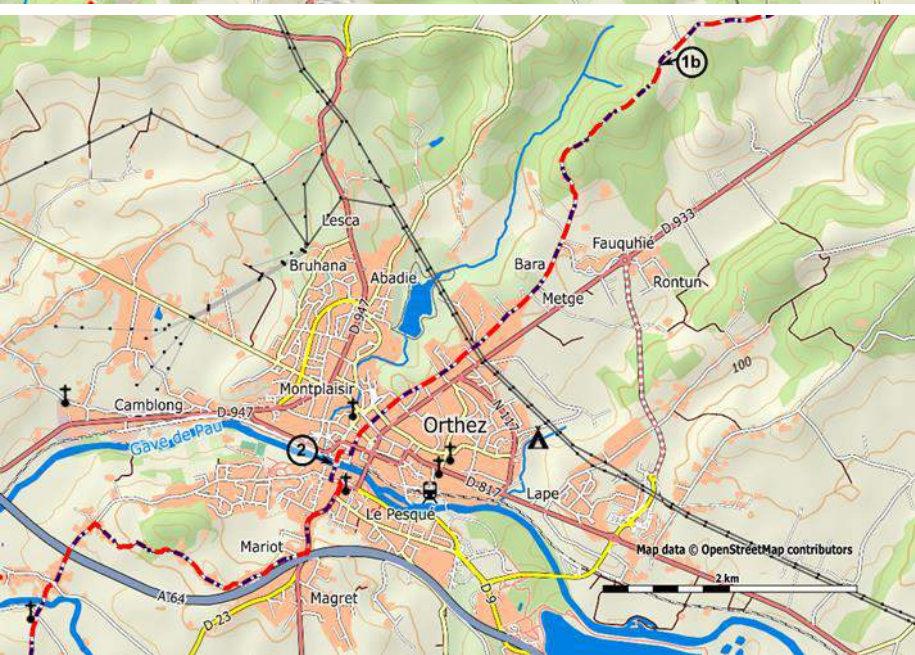 1b
D-933
Lesca
Fauquhie
Bruhana
Abadie
Bara
Rontun
Metge
D-947
100
Montplaisir
Camblong
D-947
Orthez
N-117
Gave de Pau
2
D-817
Lape
Le Pesqué
Mariot
Map data © OpenStreetMap contributors
2 km
A 64
Magret
D-9
D-23